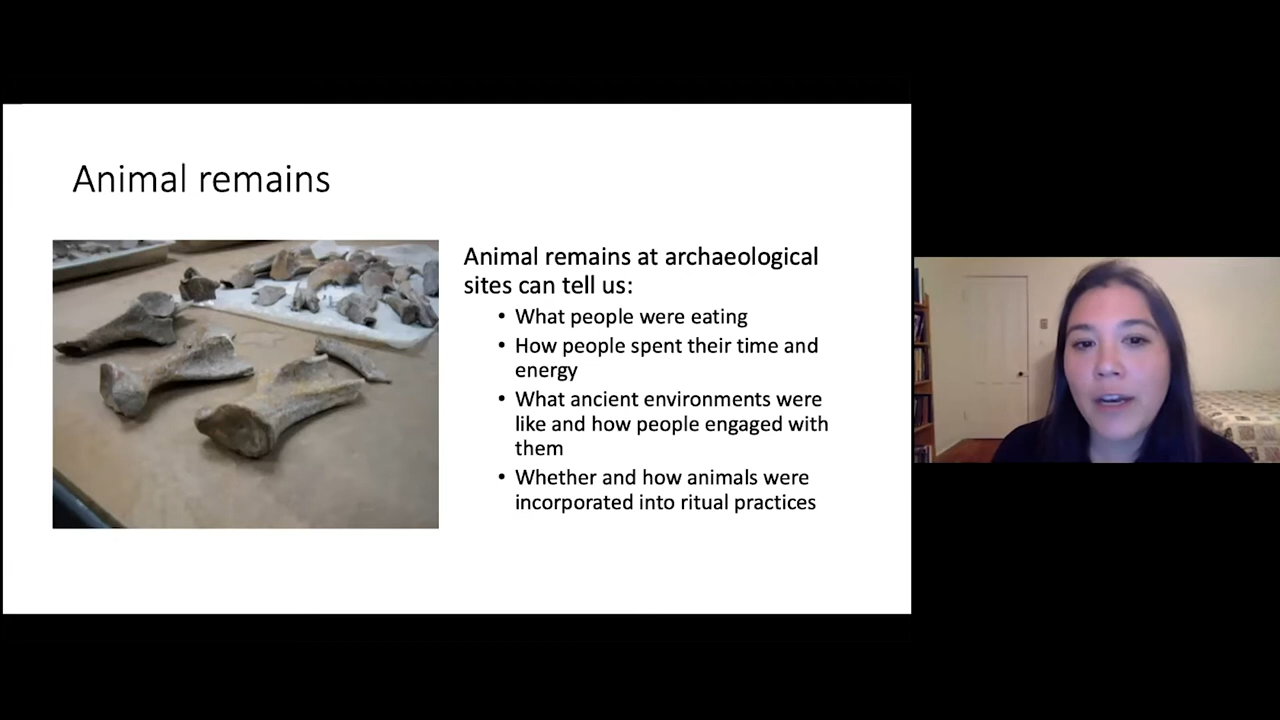 Animal remains
Animal remains at archaeological
sites can tell us:
• What people were eating
• How people spent their time and
energy
• What ancient environments were
like and how people engaged with
them
• Whether and how animals were
incorporated into ritual practices